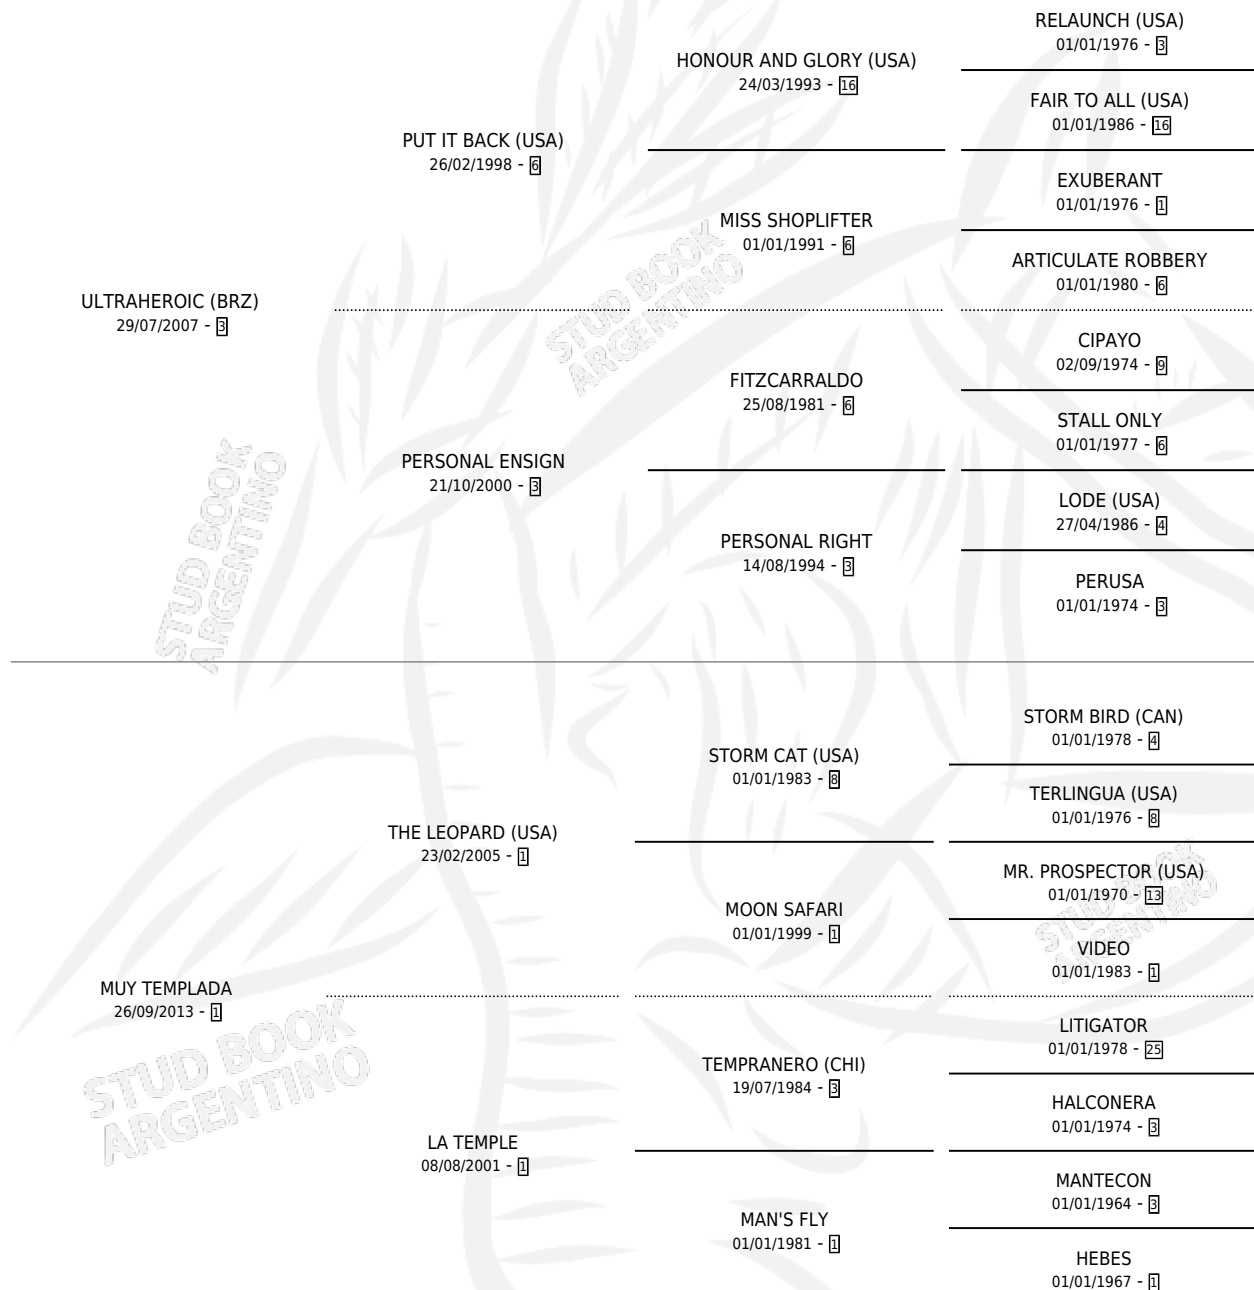 RELAUNCH (USA)
01/01/1976 - 3
HONOUR AND GLORY (USA)
24/03/1993 - 16
FAIR TO ALL (USA)
01/01/1986 - 16
PUT IT BACK (USA)
26/02/1998 - 6
EXUBERANT
01/01/1976 - 1
MISS SHOPLIFTER
01/01/1991 - 6
ARTICULATE ROBBERY
01/01/1980 - 6
ULTRAHEROIC (BRZ)
29/07/2007 - 3
CIPAYO
02/09/1974 - 9
FITZCARRALDO
25/08/1981 - 6
STALL ONLY
01/01/1977 - 6
PERSONAL ENSIGN
21/10/2000 - 3
LODE (USA)
27/04/1986 - 4
PERSONAL RIGHT
14/08/1994 - 3
PERUSA
01/01/1974 - 3
STORM BIRD (CAN)
01/01/1978 - 4
STORM CAT (USA)
01/01/1983 - 8
TERLINGUA (USA)
01/01/1976 - 8
THE LEOPARD (USA)
23/02/2005 - 1
MR. PROSPECTOR (USA)
01/01/1970 - 13
MOON SAFARI
01/01/1999 - 1
VIDEO
01/01/1983 - 1
MUY TEMPLADA
26/09/2013 - 1
LITIGATOR
01/01/1978 - 25
TEMPRANERO (CHI)
19/07/1984 - 3
HALCONERA
01/01/1974 - 3
LA TEMPLE
08/08/2001 - 1
MANTECON
01/01/1964 - 3
MAN'S FLY
01/01/1981 - 1
HEBES
01/01/1967 - 1
STUD BOOK
ARGENTINO
STUD BOOK
ARGENTINO
STUD BOOK
ARGENTINO
STUD BOOK
ARGENTINO